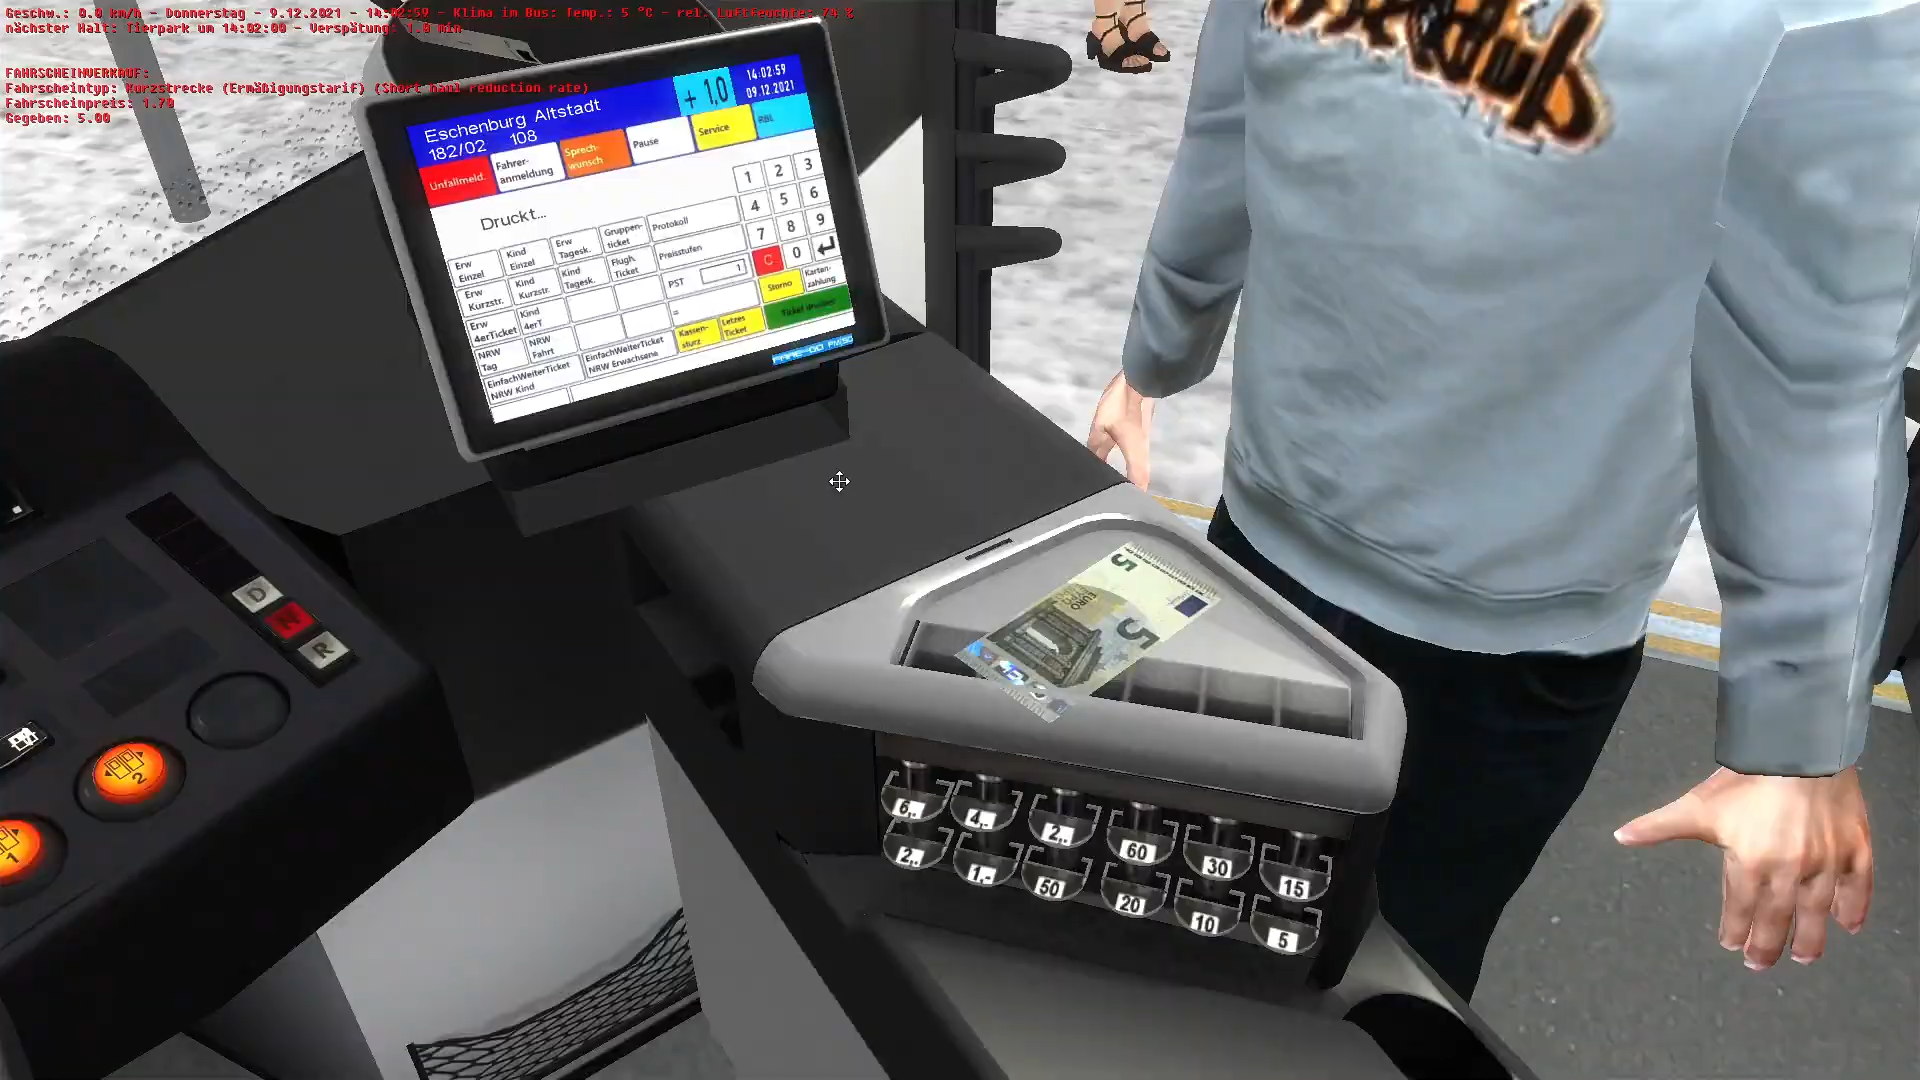 Geschw.: 0.0 km/h - Donnerstag - 9.12.2021 - 14:02:59 - Klima im Bus: Temp.: 5 °C - rel. Luftfeuchte: 74 %
nächster Halt: Tierpark um 14:02:00 - Verspätung: 1.0 min
FAHRSCHEINVERKAUF:
Fahrscheintyp: Kurzstrecke (Ermäßigungstarif) (Short haul reduction rate)
Fahrscheinpreis: 1.70
Gegeben: 5.00
Eschenburg Altstadt
182/02 108
+ 1,0
14:02:59
09.12.2021
Unfallmeld.
Fahrer-
anmeldung
Sprech-
wunsch
Pause
Service
RBL
Druckt...
1 2 3
4 5 6
7 8 9
C 0
Erw
Einzel
Kind
Einzel
Erw
Tagesk.
Gruppen-
ticket
Protokoll
Erw
Kurzstr.
Kind
Kurzstr.
Kind
Tagesk.
Flugh.
Ticket
Preisstufen
Erw
4erTicket
Kind
4erT
PST 1
NRW
Tag
NRW
Fahrt
=
Storno
Karten-
zahlung
EinfachWeiterTicket
NRW Kind
EinfachWeiterTicket
NRW Erwachsene
Kassen-
sturz
Letzes
Ticket
Ticket drucken
D
N
R
2
1
5
EURO
5
6,- 4,- 2,- 60 30 15
2,- 1,- 50 20 10 5